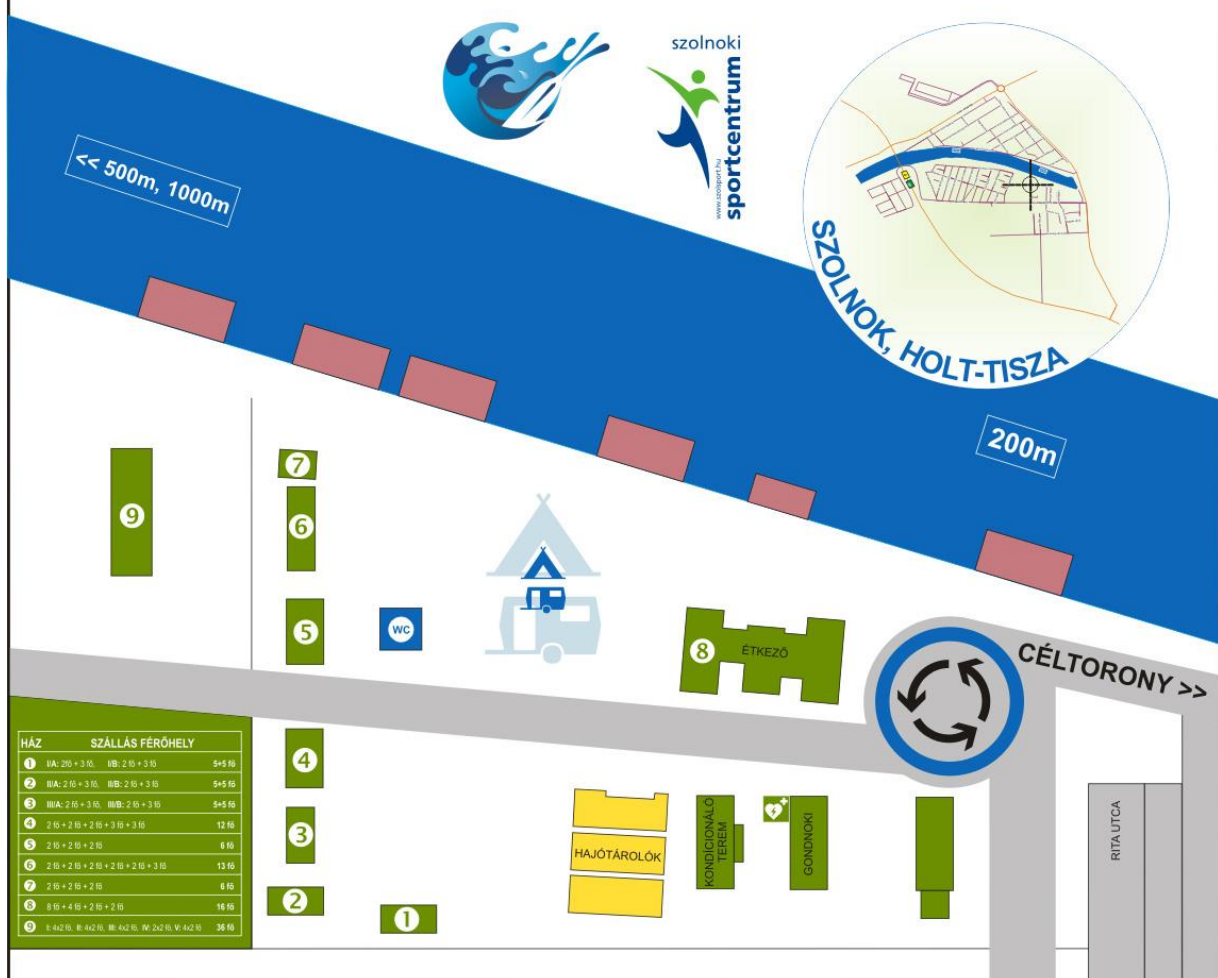 szolnoki
sportcentrum
www.szolsport.hu
<< 500m, 1000m
SZOLNOK, HOLT-TISZA
200m
7
9
6
5
WC
8
ÉTKEZŐ
CÉLTORONY >>
HÁZ SZÁLLÁS FÉRŐHELY
1 I/A: 2fő + 3 fő, I/B: 2 fő + 3 fő 5+5 fő
2 II/A: 2 fő + 3 fő, II/B: 2 fő + 3 fő 5+5 fő
3 III/A: 2 fő + 3 fő, III/B: 2 fő + 3 fő 5+5 fő
4 2 fő + 2 fő + 2 fő + 3 fő + 3 fő 12 fő
5 2 fő + 2 fő + 2 fő 6 fő
6 2 fő + 2 fő + 2 fő + 2 fő + 2 fő + 3 fő 13 fő
7 2 fő + 2 fő + 2 fő 6 fő
8 8 fő + 4 fő + 2 fő + 2 fő 16 fő
9 I: 4x2 fő, II: 4x2 fő, III: 4x2 fő, IV: 2x2 fő, V: 4x2 fő 36 fő
4
3
2
1
HAJÓTÁROLÓK
KONDÍCIONÁLÓ
TEREM
GONDNOKI
RITA UTCA